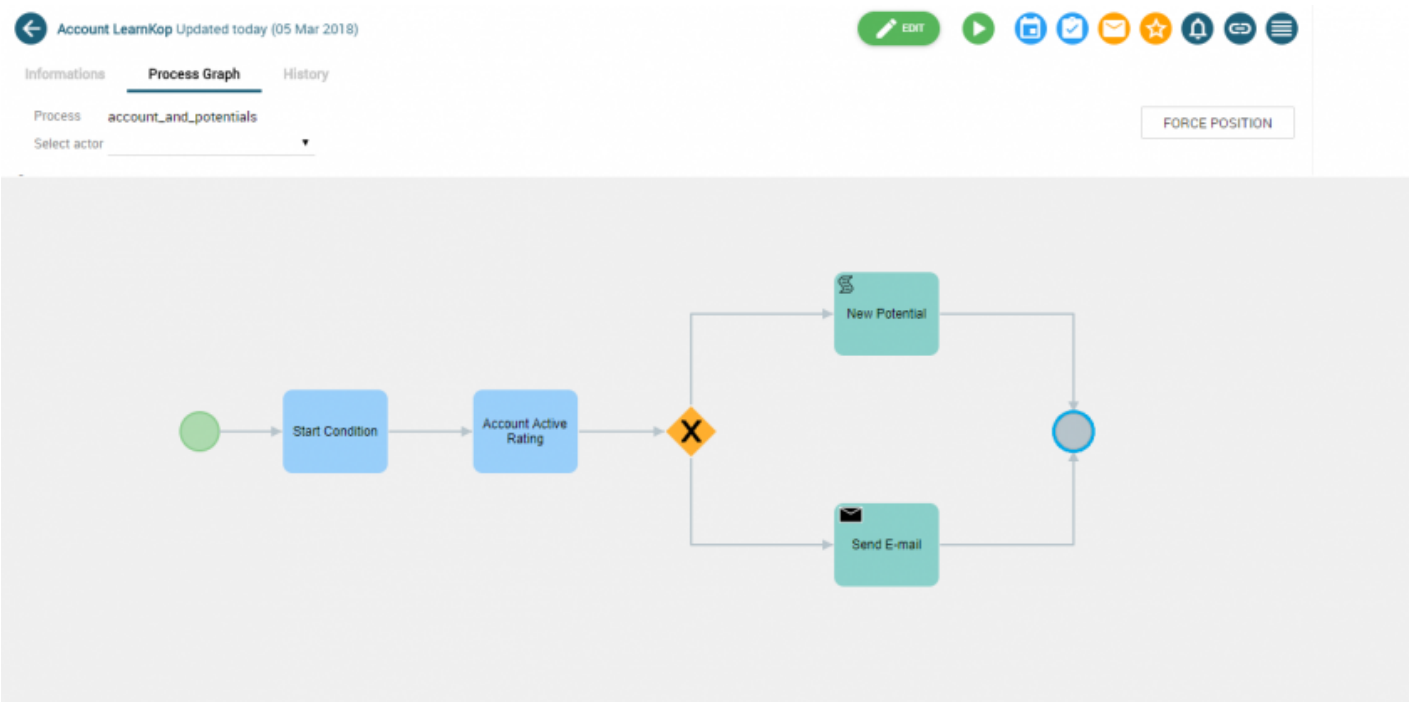 Account LearnKop Updated today (05 Mar 2018)
EDIT
Informations Process Graph History
Process account_and_potentials
Select actor
FORCE POSITION
New Potential
Start Condition
Account Active
Rating
X
Send E-mail